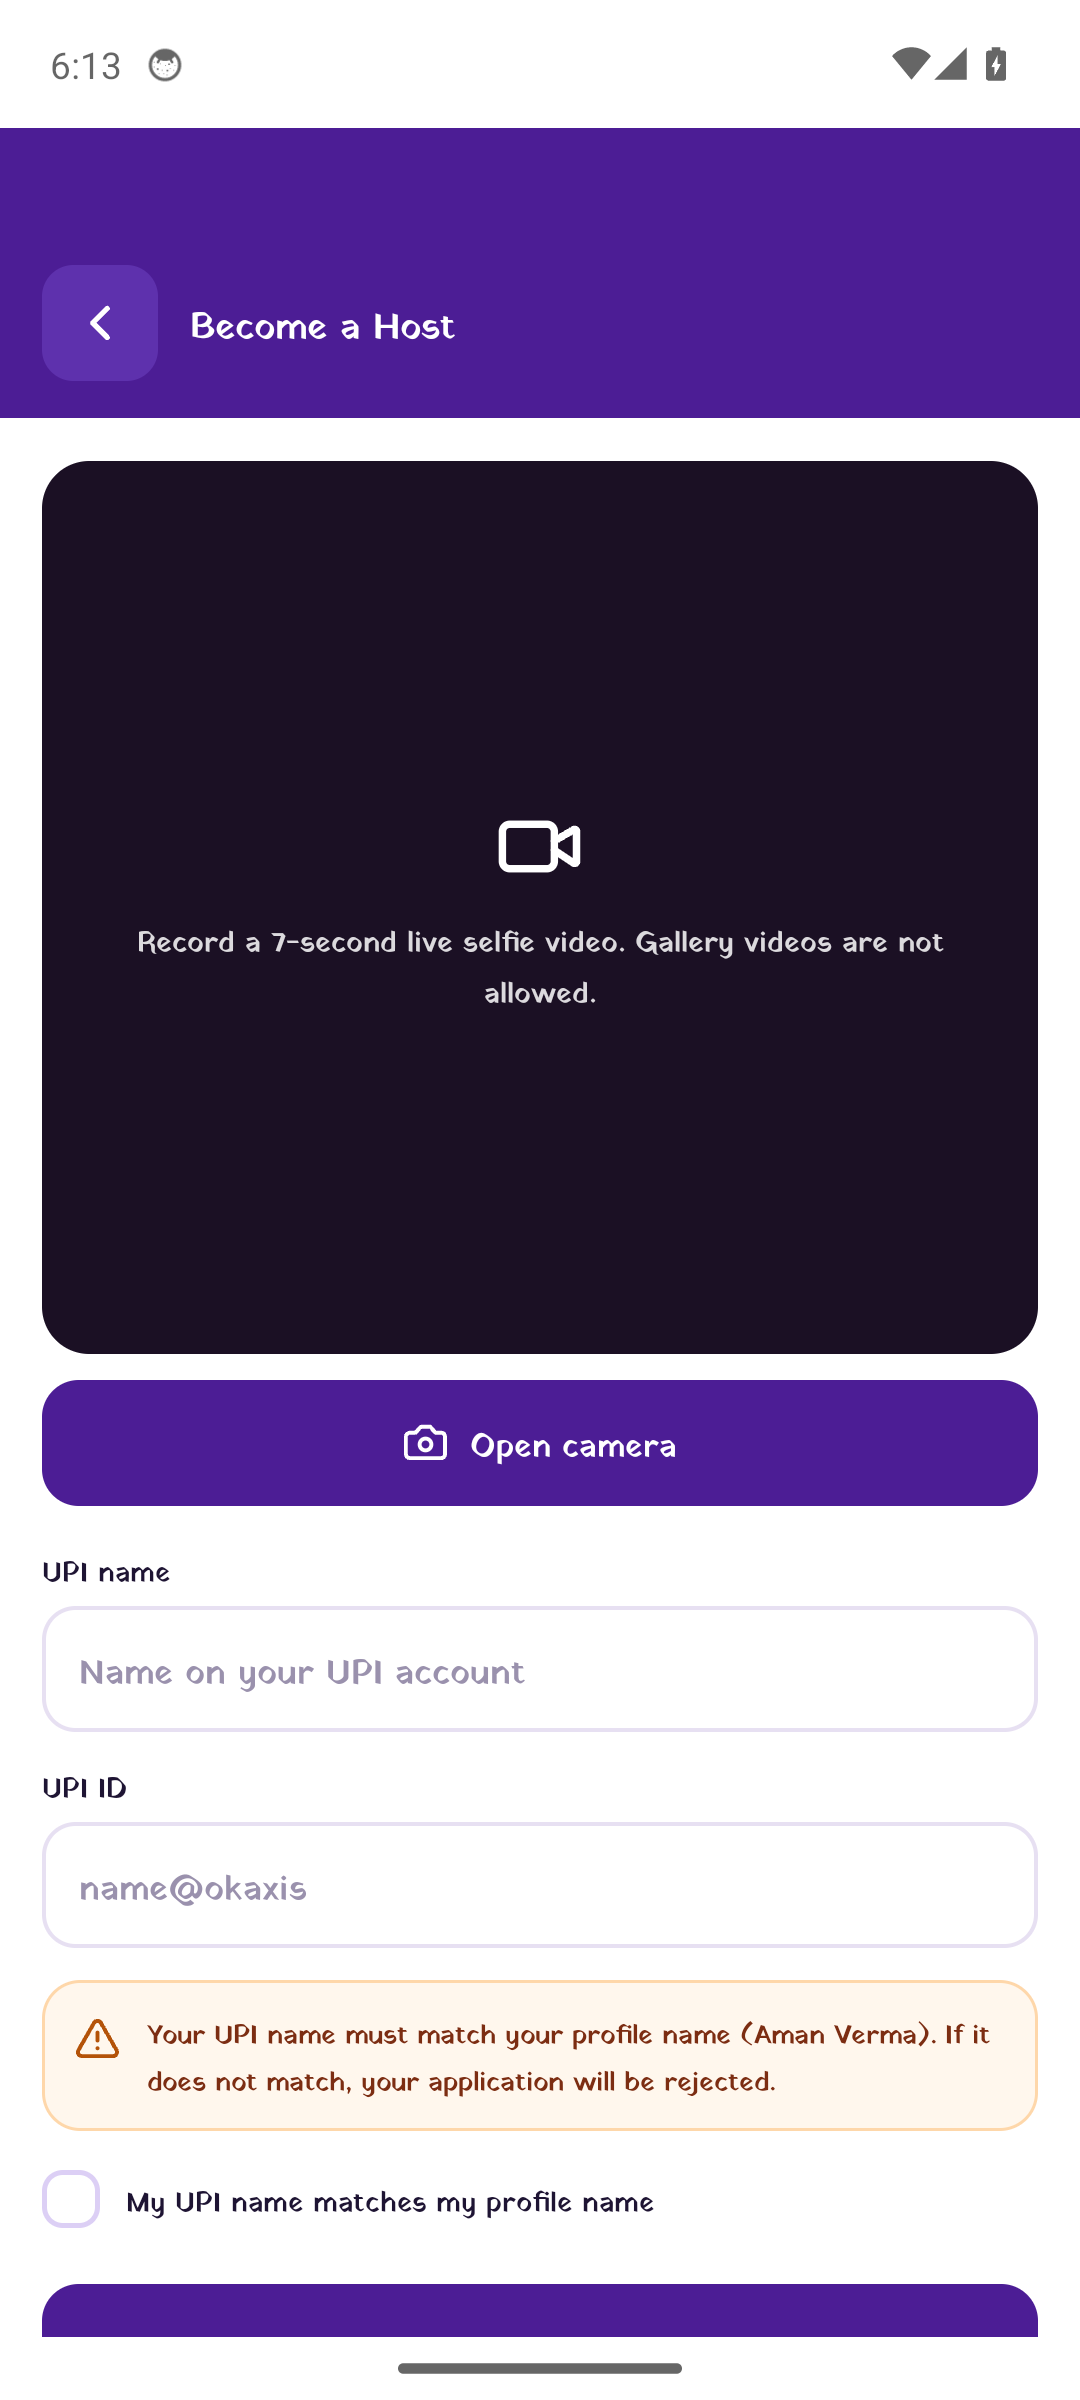 6:13
Become a Host
Record a 7-second live selfie video. Gallery videos are not
allowed.
Open camera
UPI name
Name on your UPI account
UPI ID
name@okaxis
Your UPI name must match your profile name (Aman Verma). If it
does not match, your application will be rejected.
My UPI name matches my profile name